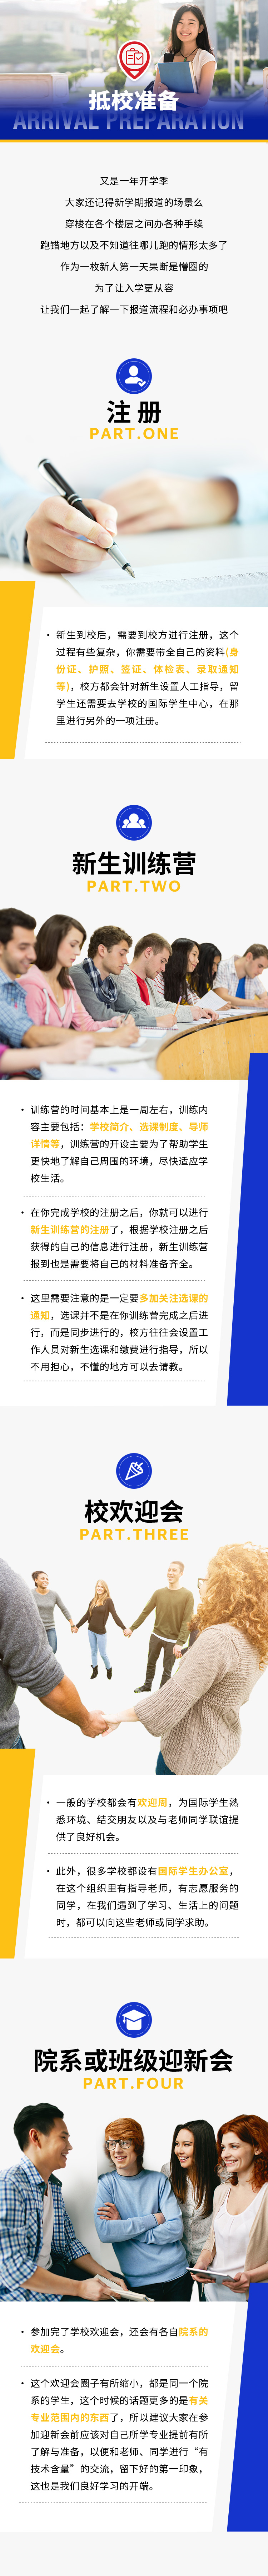 抵校准备
ARRIVAL PREPARATION
又是一年开学季
大家还记得新学期报道的场景么
穿梭在各个楼层之间办各种手续
跑错地方以及不知道往哪儿跑的情形太多了
作为一枚新人第一天果断是懵圈的
为了让入学更从容
让我们一起了解一下报道流程和必办事项吧
注 册
PART.ONE
· 新生到校后，需要到校方进行注册，这个
过程有些复杂，你需要带全自己的资料(身
份证、护照、签证、体检表、录取通知
等)，校方都会针对新生设置人工指导，留
学生还需要去学校的国际学生中心，在那
里进行另外的一项注册。
新生训练营
PART.TWO
· 训练营的时间基本上是一周左右，训练内
容主要包括：学校简介、选课制度、导师
详情等，训练营的开设主要为了帮助学生
更快地了解自己周围的环境，尽快适应学
校生活。
· 在你完成学校的注册之后，你就可以进行
新生训练营的注册了，根据学校注册之后
获得的自己的信息进行注册，新生训练营
报到也是需要将自己的材料准备齐全。
· 这里需要注意的是一定要多加关注选课的
通知，选课并不是在你训练营完成之后进
行，而是同步进行的，校方往往会设置工
作人员对新生选课和缴费进行指导，所以
不用担心，不懂的地方可以去请教。
校欢迎会
PART.THREE
· 一般的学校都会有欢迎周，为国际学生熟
悉环境、结交朋友以及与老师同学联谊提
供了良好机会。
· 此外，很多学校都设有国际学生办公室，
在这个组织里有指导老师，有志愿服务的
同学，在我们遇到了学习、生活上的问题
时，都可以向这些老师或同学求助。
院系或班级迎新会
PART.FOUR
· 参加完了学校欢迎会，还会有各自院系的
欢迎会。
· 这个欢迎会圈子有所缩小，都是同一个院
系的学生，这个时候的话题更多的是有关
专业范围内的东西了，所以建议大家在参
加迎新会前应该对自己所学专业提前有所
了解与准备，以便和老师、同学进行“有
技术含量”的交流，留下好的第一印象，
这也是我们良好学习的开端。